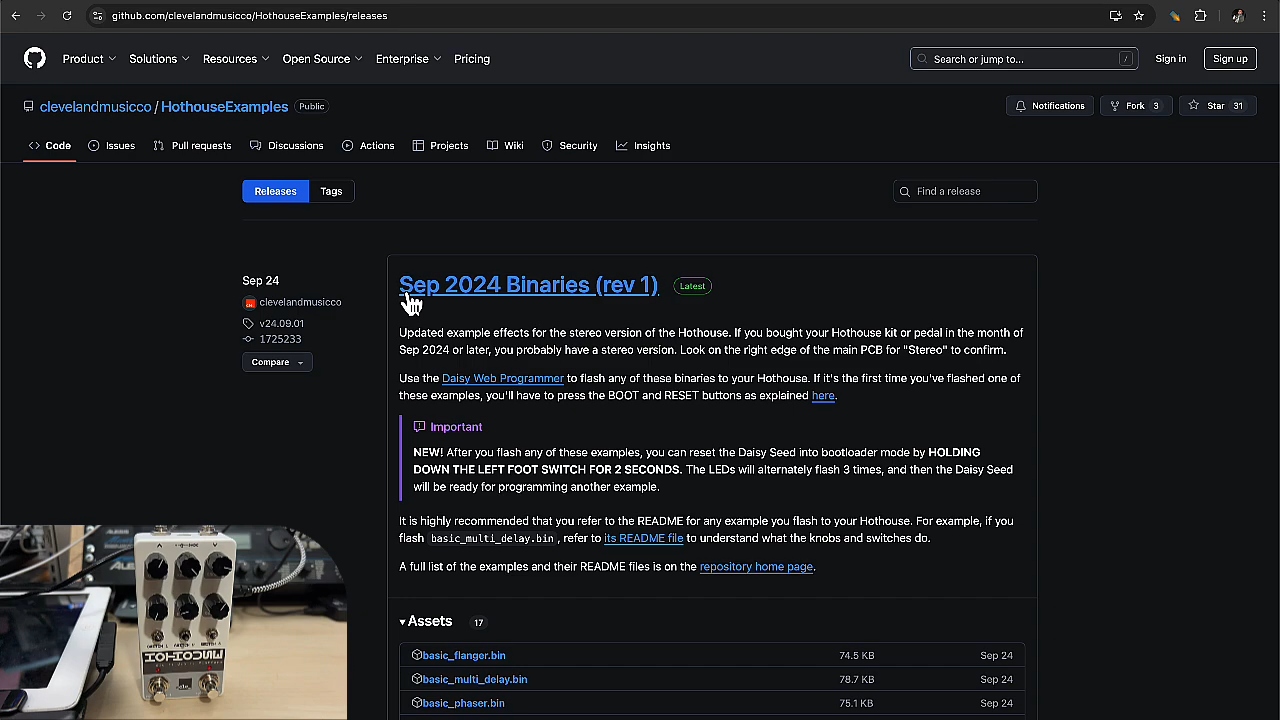 github.com/clevelandmusicco/HothouseExamples/releases
Product Solutions Resources Open Source Enterprise Pricing
Search or jump to... /
Sign in Sign up
clevelandmusicco / HothouseExamples Public
Notifications Fork 3 Star 31
Code Issues Pull requests Discussions Actions Projects Wiki Security Insights
Releases Tags
Find a release
Sep 24
clevelandmusicco
v24.09.01
1725233
Compare
Sep 2024 Binaries (rev 1) Latest
Updated example effects for the stereo version of the Hothouse. If you bought your Hothouse kit or pedal in the month of
Sep 2024 or later, you probably have a stereo version. Look on the right edge of the main PCB for "Stereo" to confirm.
Use the Daisy Web Programmer to flash any of these binaries to your Hothouse. If it's the first time you've flashed one of
these examples, you'll have to press the BOOT and RESET buttons as explained here.
Important
NEW! After you flash any of these examples, you can reset the Daisy Seed into bootloader mode by HOLDING
DOWN THE LEFT FOOT SWITCH FOR 2 SECONDS. The LEDs will alternately flash 3 times, and then the Daisy Seed
will be ready for programming another example.
It is highly recommended that you refer to the README for any example you flash to your Hothouse. For example, if you
flash basic_multi_delay.bin, refer to its README file to understand what the knobs and switches do.
A full list of the examples and their README files is on the repository home page.
Assets 17
basic_flanger.bin 74.5 KB Sep 24
basic_multi_delay.bin 78.7 KB Sep 24
basic_phaser.bin 75.1 KB Sep 24